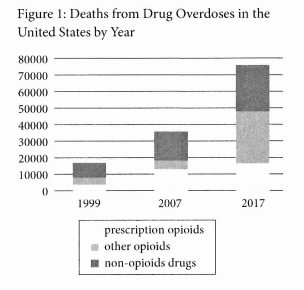 Figure 1: Deaths from Drug Overdoses in the
United States by Year
80000
70000
60000
50000
40000
30000
20000
10000
0
1999 2007 2017
prescription opioids
other opioids
non-opioids drugs